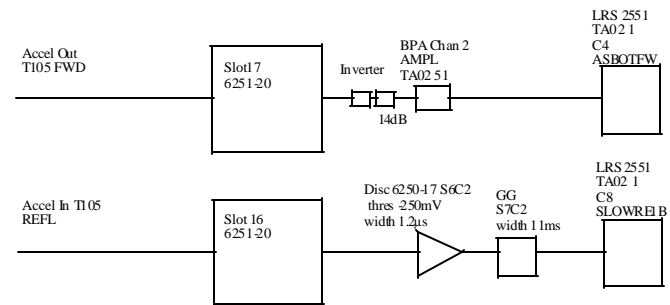 Accel Out
T105 FWD
Slot17
6251-20
Inverter
14dB
BPA Chan 2
AMPL
TA02 51
LRS 2551
TA02 1
C4
ASBOTFW
Accel In T105
REFL
Slot 16
6251-20
Disc 6250-17 S6C2
thres -250mV
width 1.2µs
GG
S7C2
width 11ms
LRS 2551
TA02 1
C8
SLOWRE1B